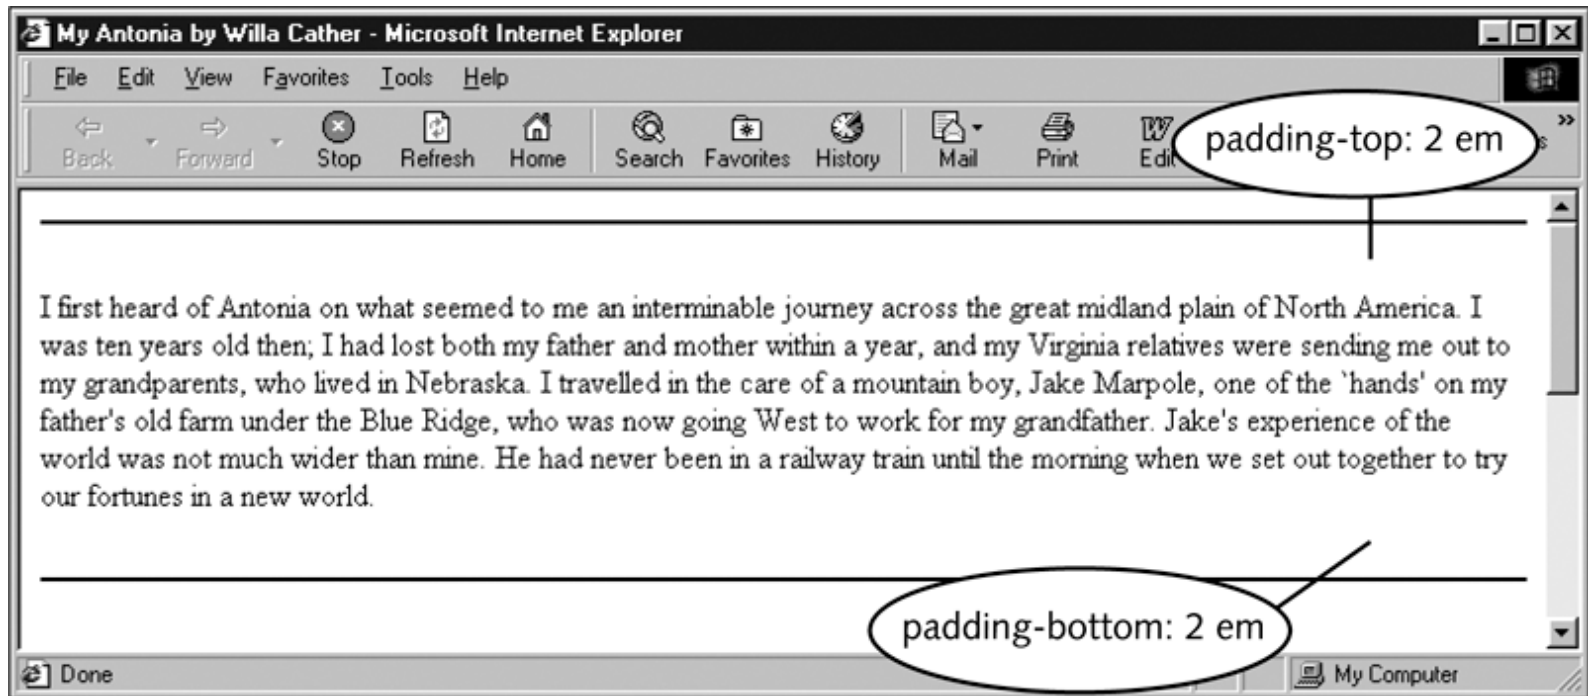 My Antonia by Willa Cather - Microsoft Internet Explorer
File Edit View Favorites Tools Help
Back Forward Stop Refresh Home Search Favorites History Mail Print Edit
padding-top: 2 em
I first heard of Antonia on what seemed to me an interminable journey across the great midland plain of North America. I
was ten years old then; I had lost both my father and mother within a year, and my Virginia relatives were sending me out to
my grandparents, who lived in Nebraska. I travelled in the care of a mountain boy, Jake Marpole, one of the `hands' on my
father's old farm under the Blue Ridge, who was now going West to work for my grandfather. Jake's experience of the
world was not much wider than mine. He had never been in a railway train until the morning when we set out together to try
our fortunes in a new world.
padding-bottom: 2 em
Done My Computer